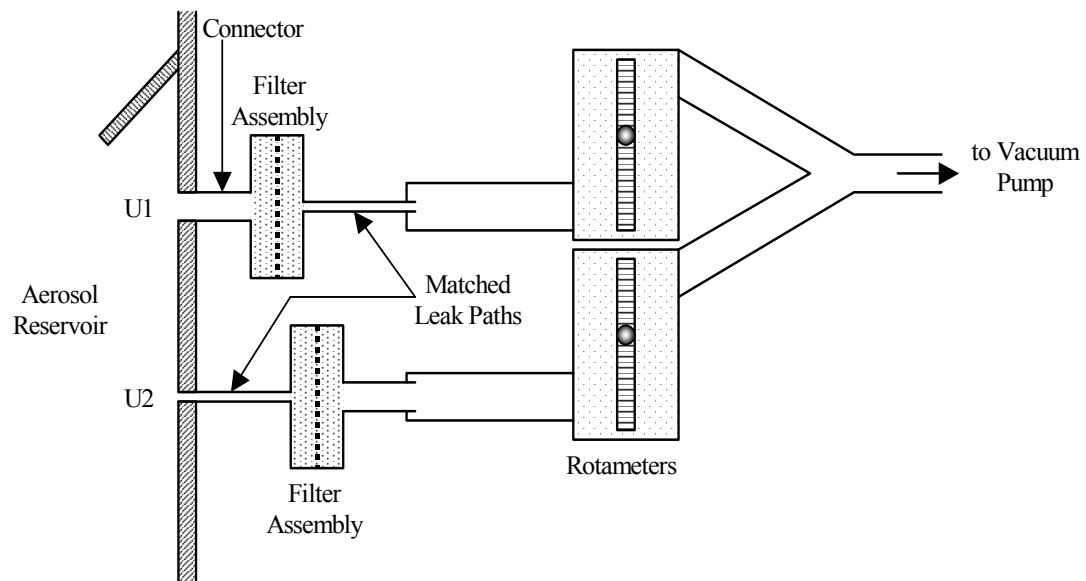 Connector
Filter
Assembly
to Vacuum
Pump
U1
Aerosol
Reservoir
Matched
Leak Paths
U2
Rotameters
Filter
Assembly